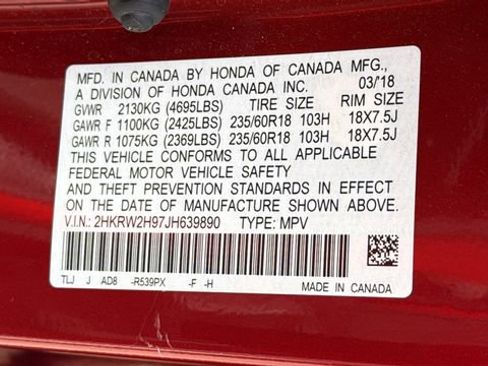 MFD. IN CANADA BY HONDA OF CANADA MFG.,
A DIVISION OF HONDA CANADA INC. 03/18
GVWR 2130KG (4695LBS) TIRE SIZE RIM SIZE
GAWR F 1100KG (2425LBS) 235/60R18 103H 18X7.5J
GAWR R 1075KG (2369LBS) 235/60R18 103H 18X7.5J
THIS VEHICLE CONFORMS TO ALL APPLICABLE
FEDERAL MOTOR VEHICLE SAFETY
AND THEFT PREVENTION STANDARDS IN EFFECT
ON THE DATE OF MANUFACTURE SHOWN ABOVE.
V.I.N.: 2HKRW2H97JH639890 TYPE: MPV
TLJ J AD8 -R539PX -F -H
MADE IN CANADA